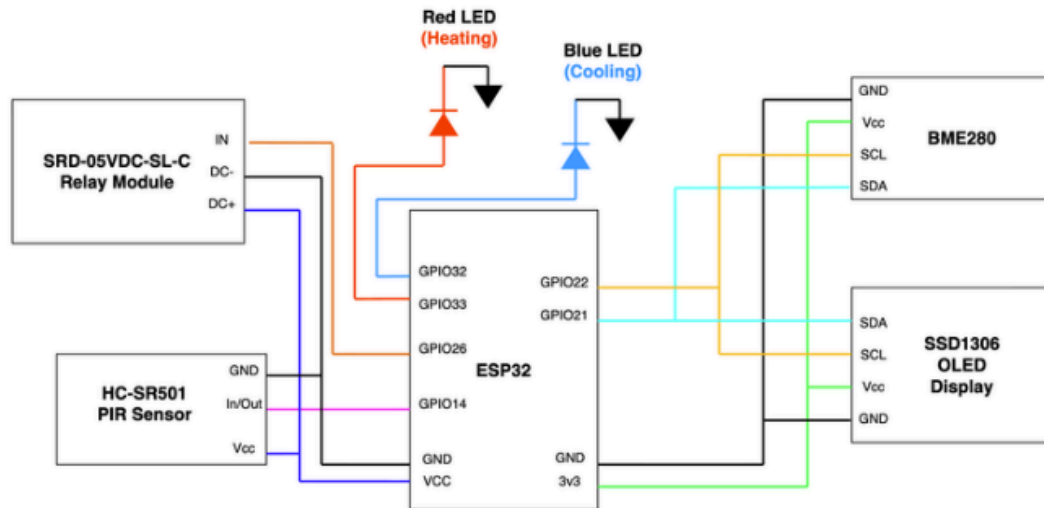 Red LED
(Heating)
Blue LED
(Cooling)
SRD-05VDC-SL-C
Relay Module
IN
DC-
DC+
HC-SR501
PIR Sensor
GND
In/Out
Vcc
ESP32
GPIO32
GPIO33
GPIO26
GPIO14
GND
VCC
GPIO22
GPIO21
GND
3v3
GND
Vcc
SCL
SDA
BME280
SDA
SCL
Vcc
GND
SSD1306
OLED
Display